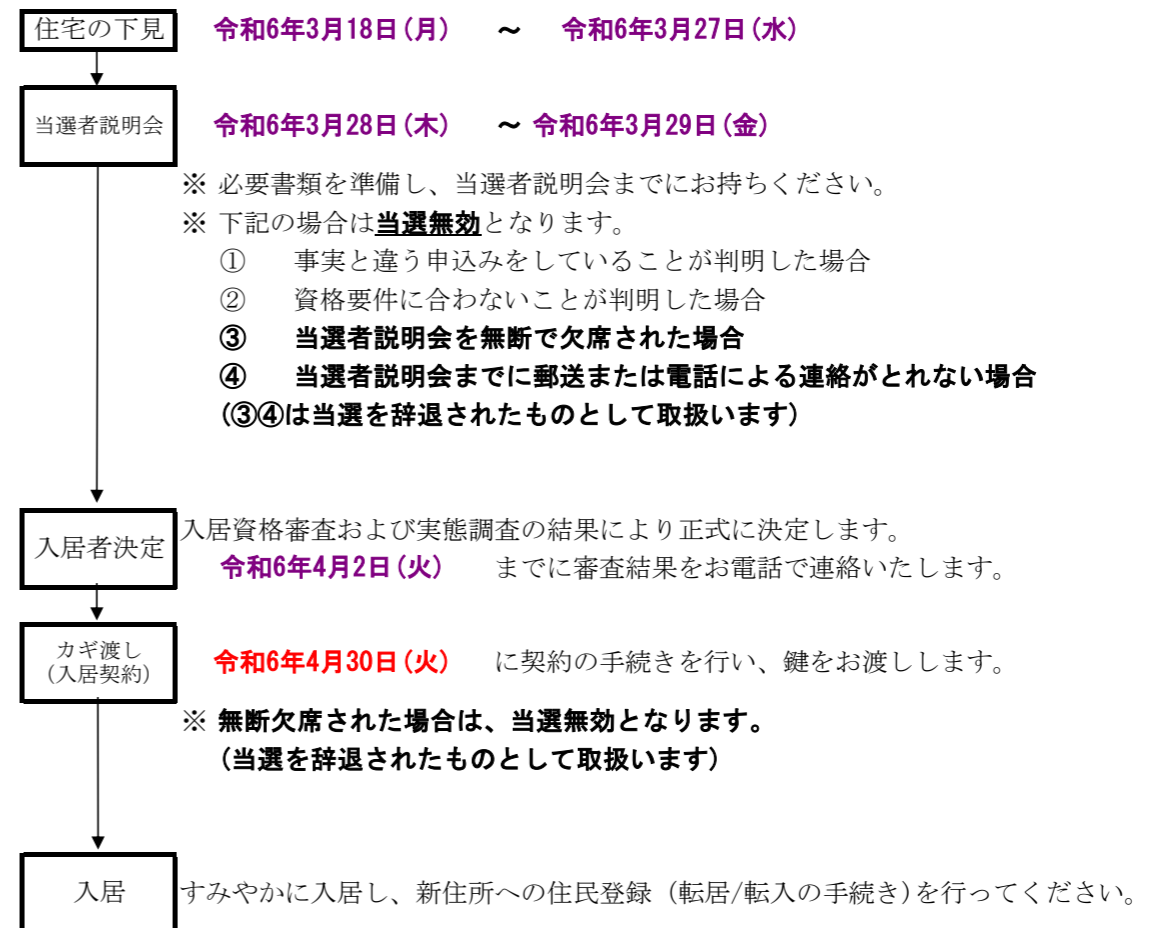 住宅の下見 令和6年3月18日(月) ～ 令和6年3月27日(水)
当選者説明会 令和6年3月28日(木) ～ 令和6年3月29日(金)
※ 必要書類を準備し、当選者説明会までにお持ちください。
※ 下記の場合は当選無効となります。
① 事実と違う申込みをしていることが判明した場合
② 資格要件に合わないことが判明した場合
③ 当選者説明会を無断で欠席された場合
④ 当選者説明会までに郵送または電話による連絡がとれない場合
(③④は当選を辞退されたものとして取扱います)
入居者決定
入居資格審査および実態調査の結果により正式に決定します。
令和6年4月2日(火) までに審査結果をお電話で連絡いたします。
カギ渡し
(入居契約)
令和6年4月30日(火) に契約の手続きを行い、鍵をお渡しします。
※ 無断欠席された場合は、当選無効となります。
(当選を辞退されたものとして取扱います)
入居 すみやかに入居し、新住所への住民登録 (転居/転入の手続き)を行ってください。